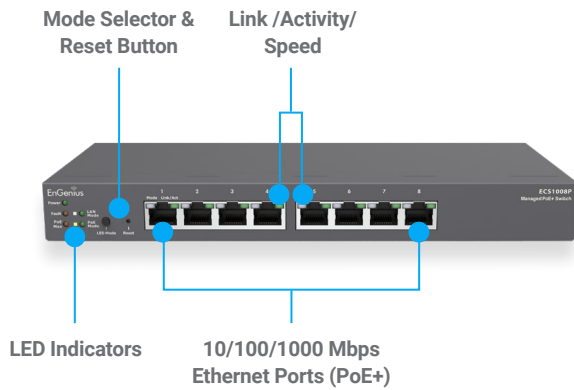 Mode Selector &
Reset Button
Link /Activity/
Speed
EnGenius
ECS1008P
Managed PoE+ Switch
1 2 3 4 5 6 7 8
Mode Link/Act
Power
Fault
LAN
Mode
PoE
Max
PoE
Mode
LED Mode
Reset
LED Indicators
10/100/1000 Mbps
Ethernet Ports (PoE+)